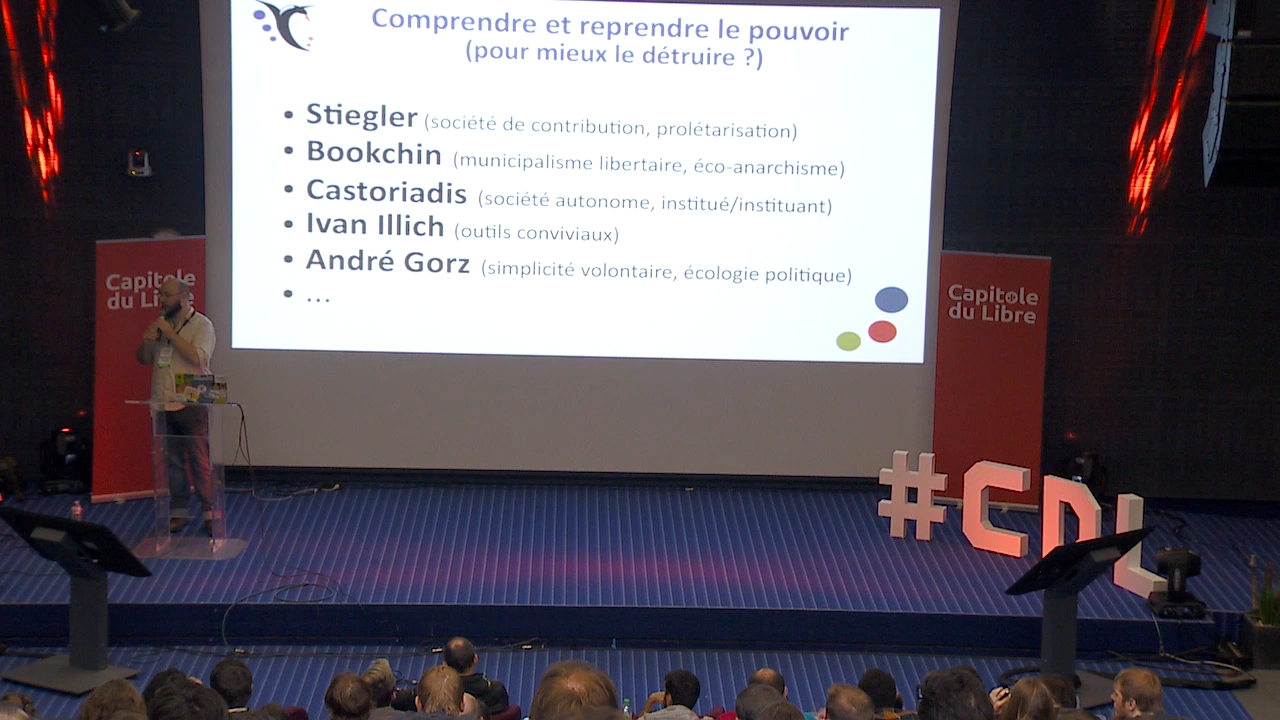 Comprendre et reprendre le pouvoir
(pour mieux le détruire ?)
• Stiegler (société de contribution, prolétarisation)
• Bookchin (municipalisme libertaire, éco-anarchisme)
• Castoriadis (société autonome, institué/instituant)
• Ivan Illich (outils conviviaux)
• André Gorz (simplicité volontaire, écologie politique)
• ...
Capitole
du Li
Capitole
du Libre
#CDL